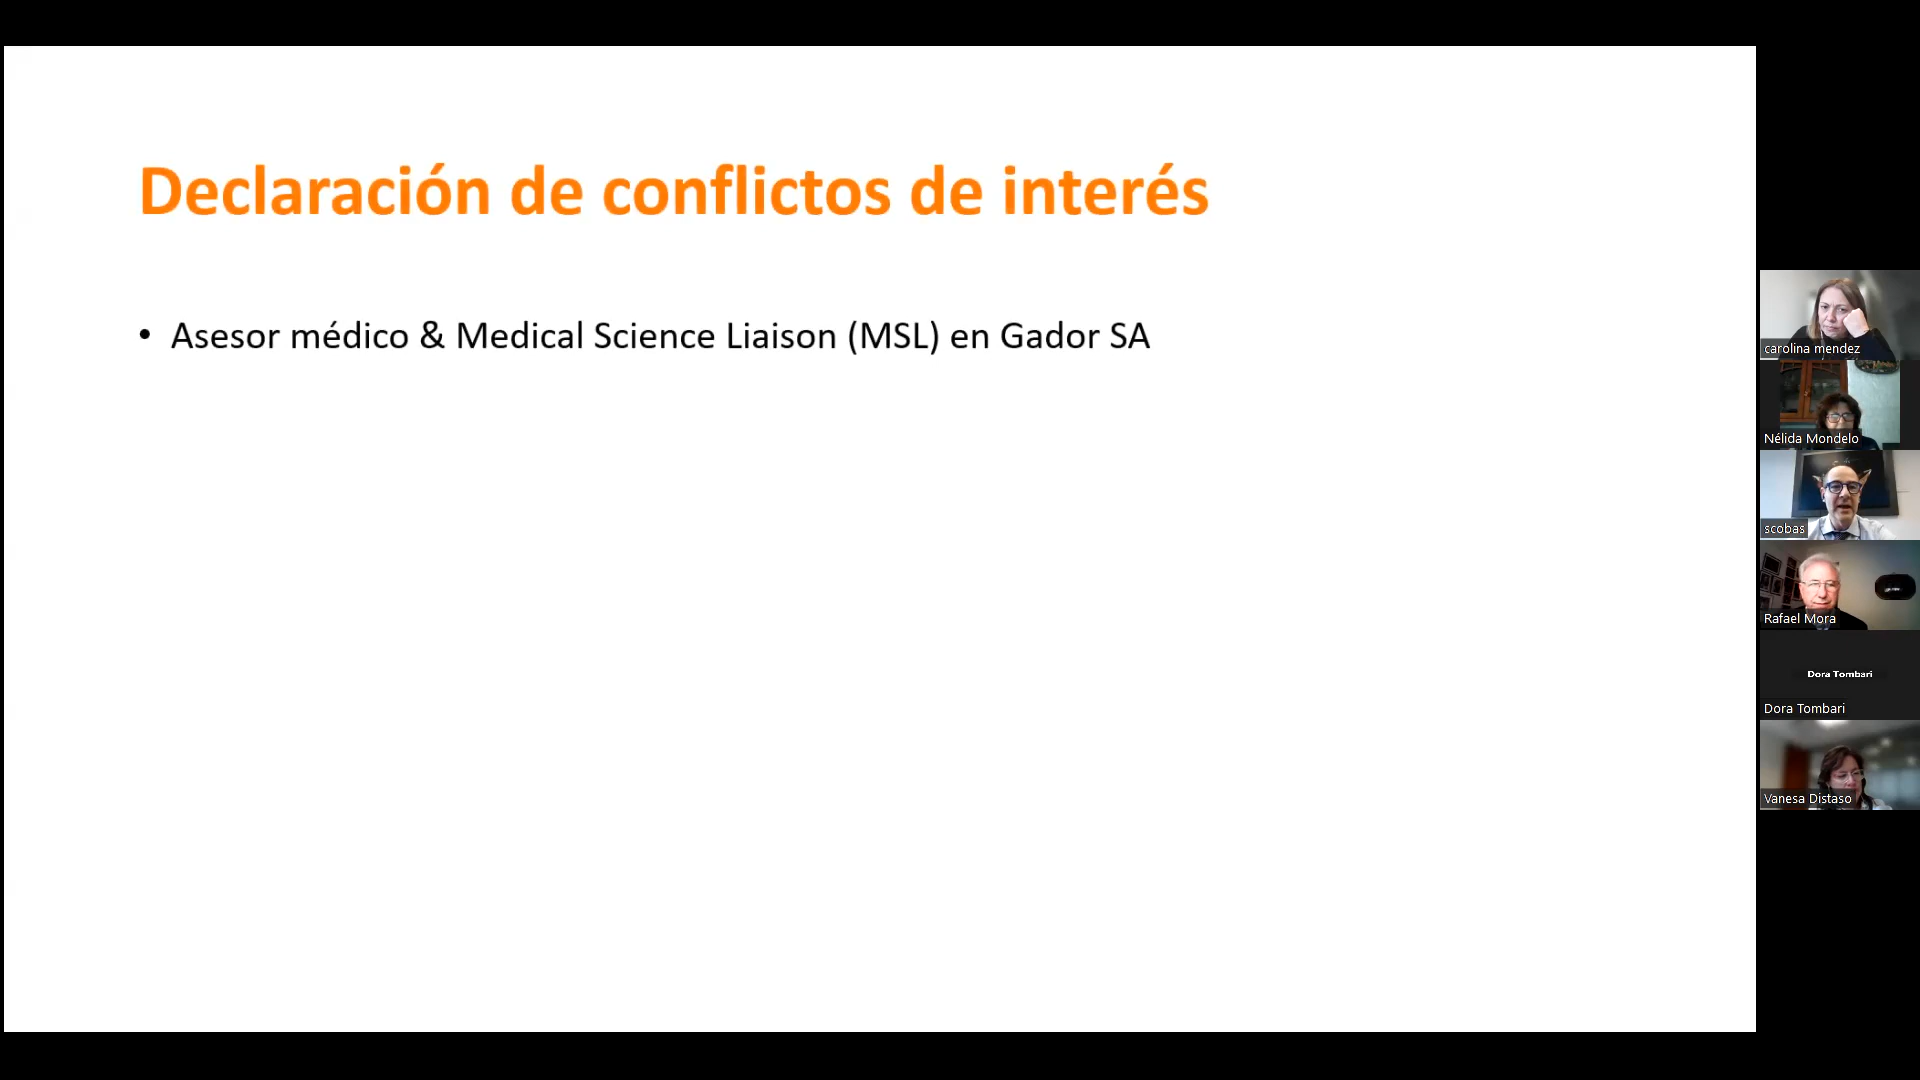 Declaración de conflictos de interés
• Asesor médico & Medical Science Liaison (MSL) en Gador SA
carolina mendez
Nélida Mondelo
scobas
Rafael Mora
Dora Tombari
Dora Tombari
Vanesa Distaso